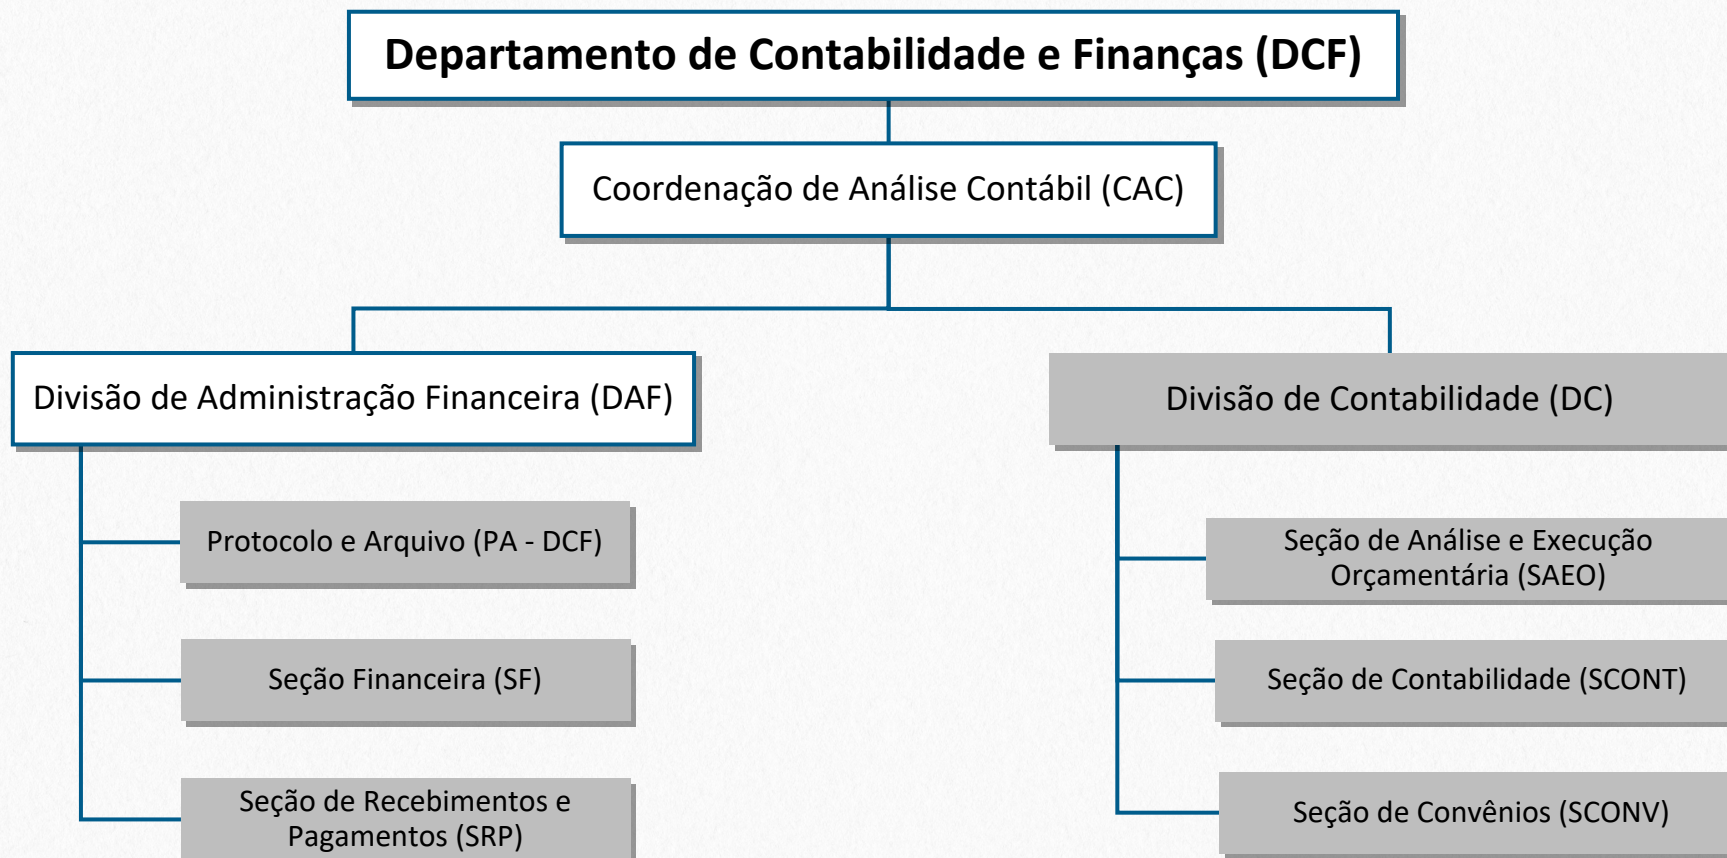 Departamento de Contabilidade e Finanças (DCF)
Coordenação de Análise Contábil (CAC)
Divisão de Administração Financeira (DAF)
Protocolo e Arquivo (PA - DCF)
Seção Financeira (SF)
Seção de Recebimentos e
Pagamentos (SRP)
Divisão de Contabilidade (DC)
Seção de Análise e Execução
Orçamentária (SAEO)
Seção de Contabilidade (SCONT)
Seção de Convênios (SCONV)